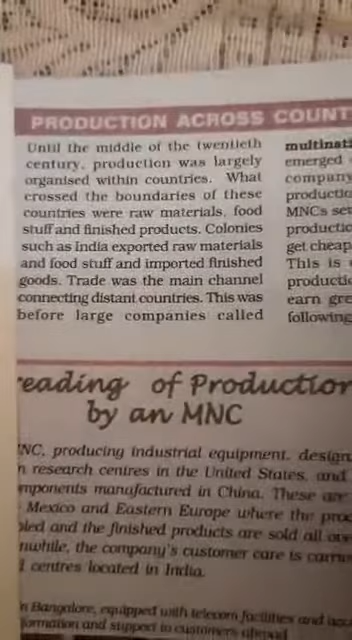 PRODUCTION ACROSS COUNT
Until the middle of the twentieth
century, production was largely
organised within countries. What
crossed the boundaries of these
countries were raw materials, food
stuff and finished products. Colonies
such as India exported raw materials
and food stuff and imported finished
goods. Trade was the main channel
connecting distant countries. This was
before large companies called
multinati
emerged
company
productio
MNCs set
productio
get cheap
This is
producti
earn gre
following
eading of Production
by an MNC
NC, producing industrial equipment, design
n research centres in the United States, and
mponents manufactured in China. These are
Mexico and Eastern Europe where the prod
bled and the finished products are sold all ove
nwhile, the company's customer care is carrie
l centres located in India.
n Bangalore, equipped with telecom facilities and acc
formation and support to customers abroad